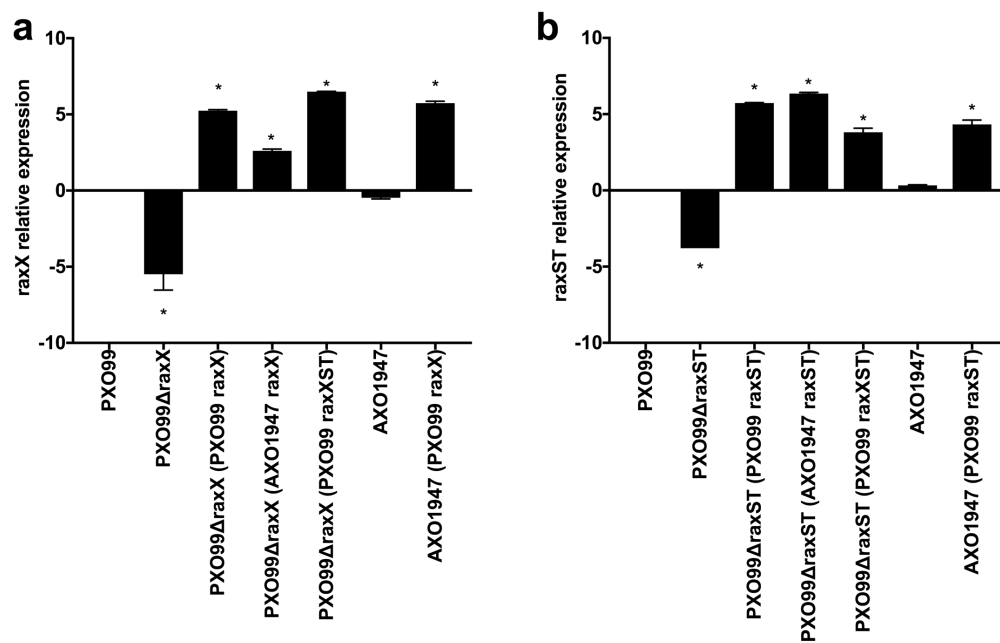 a
10
5
0
-5
-10
raxX relative expression
*
*
*
*
*
PXO99
PXO99ΔraxX
PXO99ΔraxX (PXO99 raxX)
PXO99ΔraxX (AXO1947 raxX)
PXO99ΔraxX (PXO99 raxXST)
AXO1947
AXO1947 (PXO99 raxX)
b
10
5
0
-5
-10
raxST relative expression
*
*
*
*
*
PXO99
PXO99ΔraxST
PXO99ΔraxST (PXO99 raxST)
PXO99ΔraxST (AXO1947 raxST)
PXO99ΔraxST (PXO99 raxXST)
AXO1947
AXO1947 (PXO99 raxST)